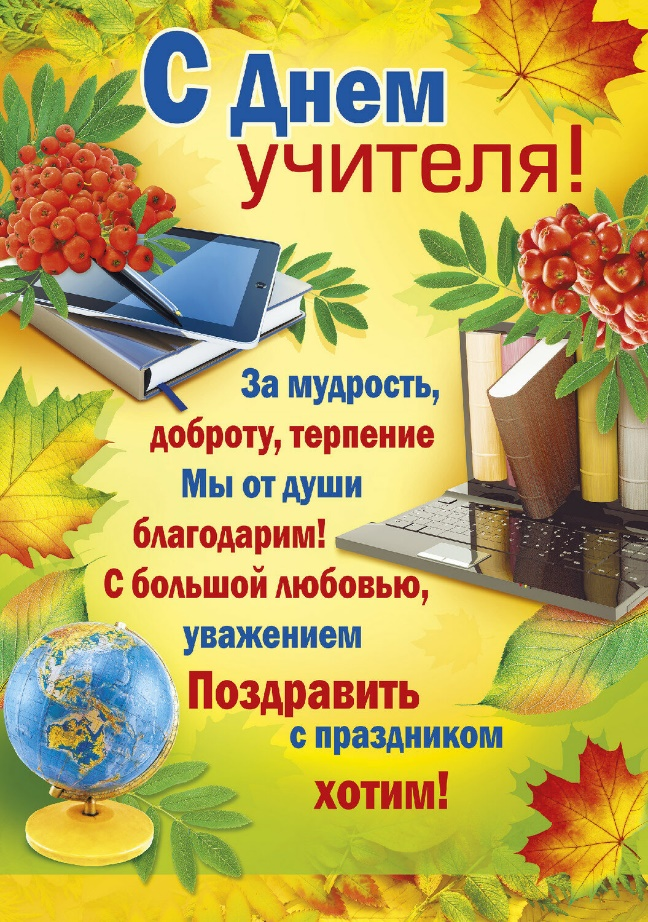 С Днем
учителя!
За мудрость,
доброту, терпение
Мы от души
благодарим!
С большой любовью,
уважением
Поздравить
с праздником
хотим!